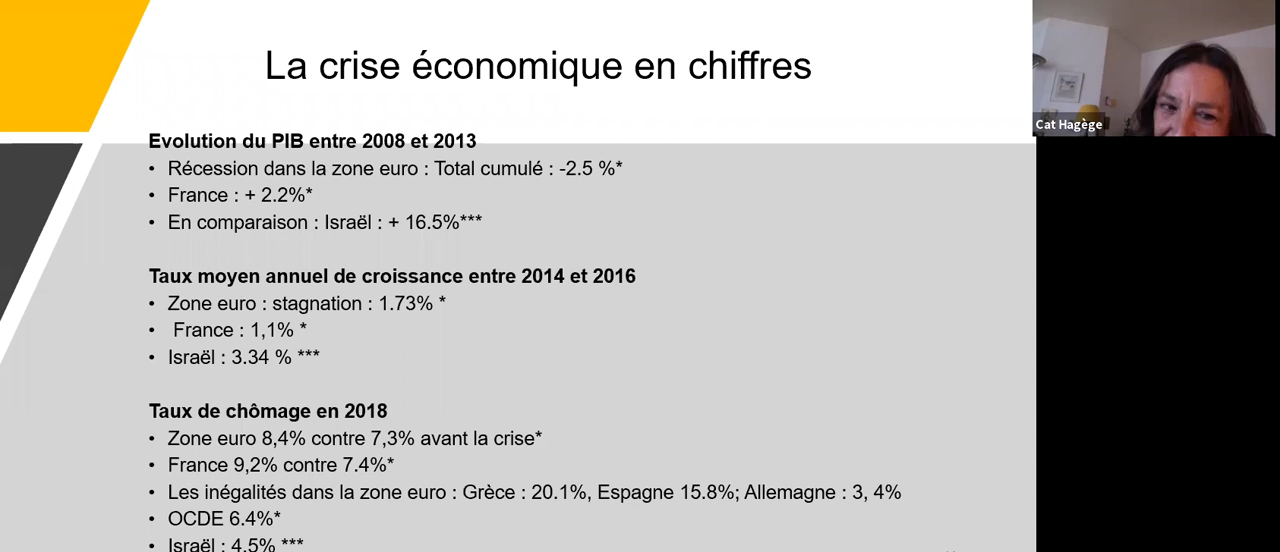 La crise économique en chiffres
Cat Hagège
Evolution du PIB entre 2008 et 2013
• Récession dans la zone euro : Total cumulé : -2.5 %*
• France : + 2.2%*
• En comparaison : Israël : + 16.5%***
Taux moyen annuel de croissance entre 2014 et 2016
• Zone euro : stagnation : 1.73% *
• France : 1,1% *
• Israël : 3.34 % ***
Taux de chômage en 2018
• Zone euro 8,4% contre 7,3% avant la crise*
• France 9,2% contre 7.4%*
• Les inégalités dans la zone euro : Grèce : 20.1%, Espagne 15.8%; Allemagne : 3, 4%
• OCDE 6.4%*
• Israël : 4.5% ***